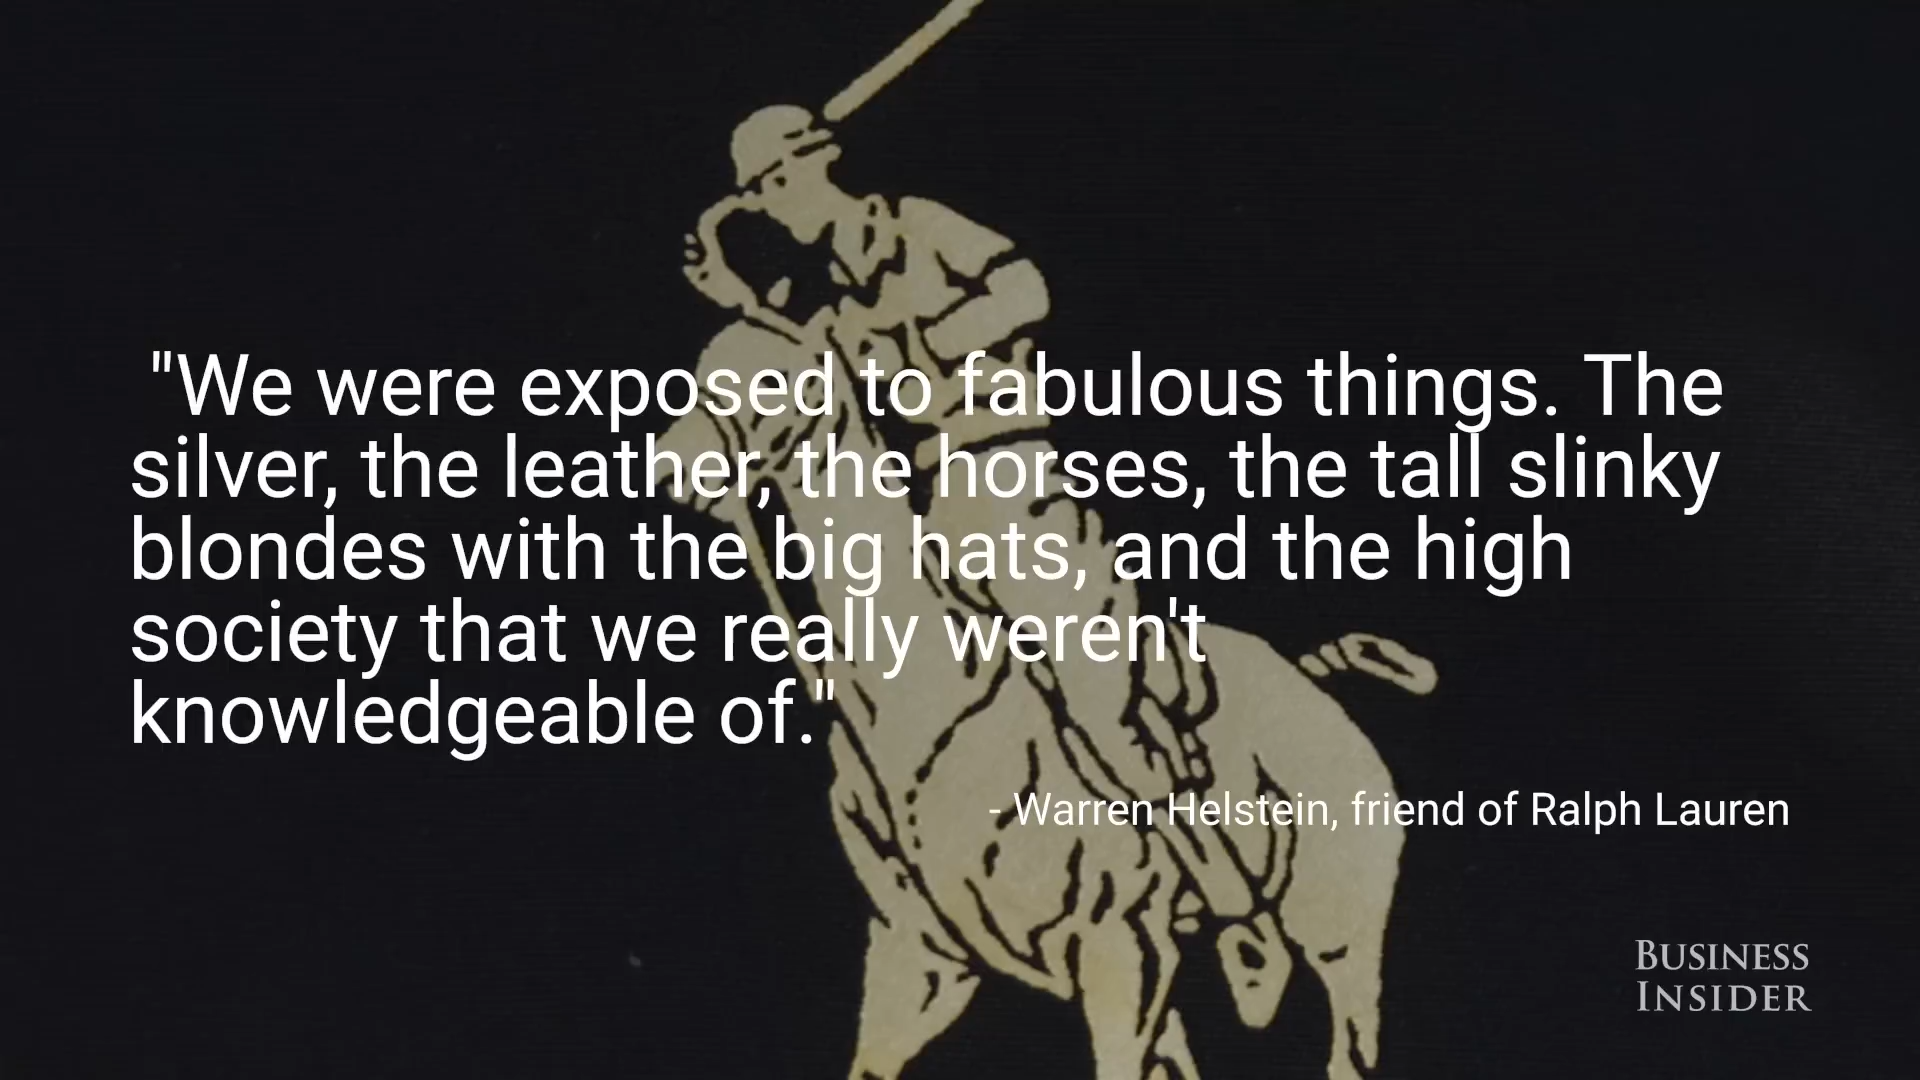 "We were exposed to fabulous things. The
silver, the leather, the horses, the tall slinky
blondes with the big hats, and the high
society that we really weren't
knowledgeable of."
- Warren Helstein, friend of Ralph Lauren
BUSINESS
INSIDER